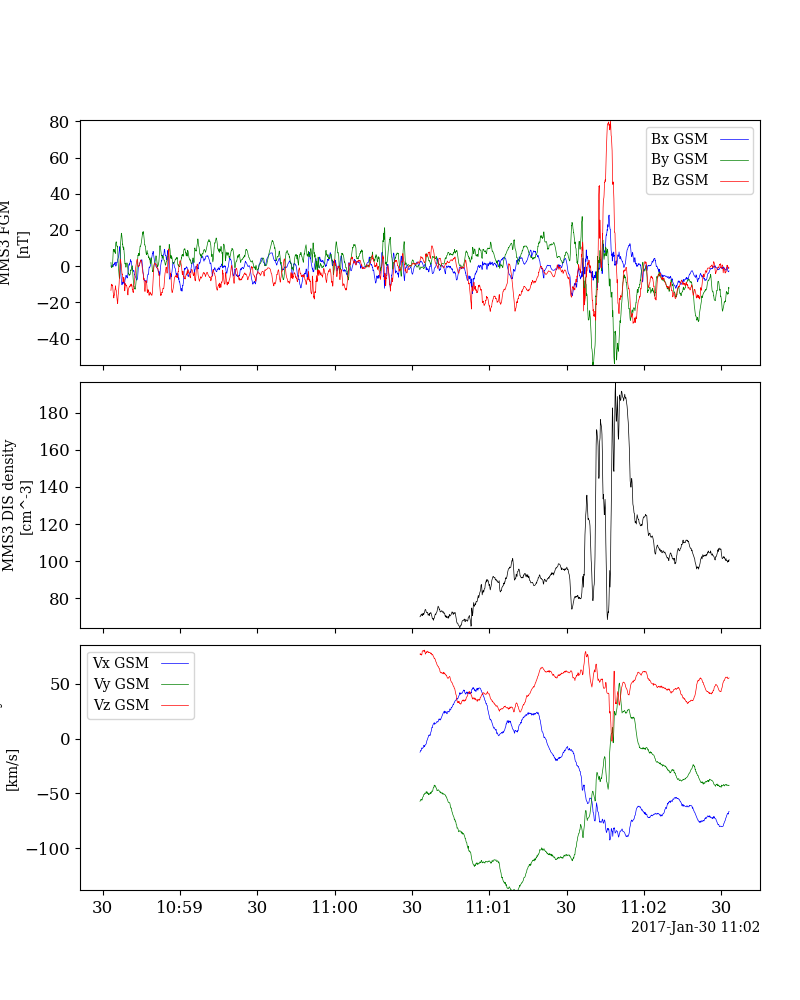 80
60
40
20
0
−20
−40
MMS3 FGM
[nT]
Bx GSM
By GSM
Bz GSM
180
160
140
120
100
80
MMS3 DIS density
[cm^-3]
50
0
−50
−100
[km/s]
Vx GSM
Vy GSM
Vz GSM
30 10:59 30 11:00 30 11:01 30 11:02 30
2017-Jan-30 11:02